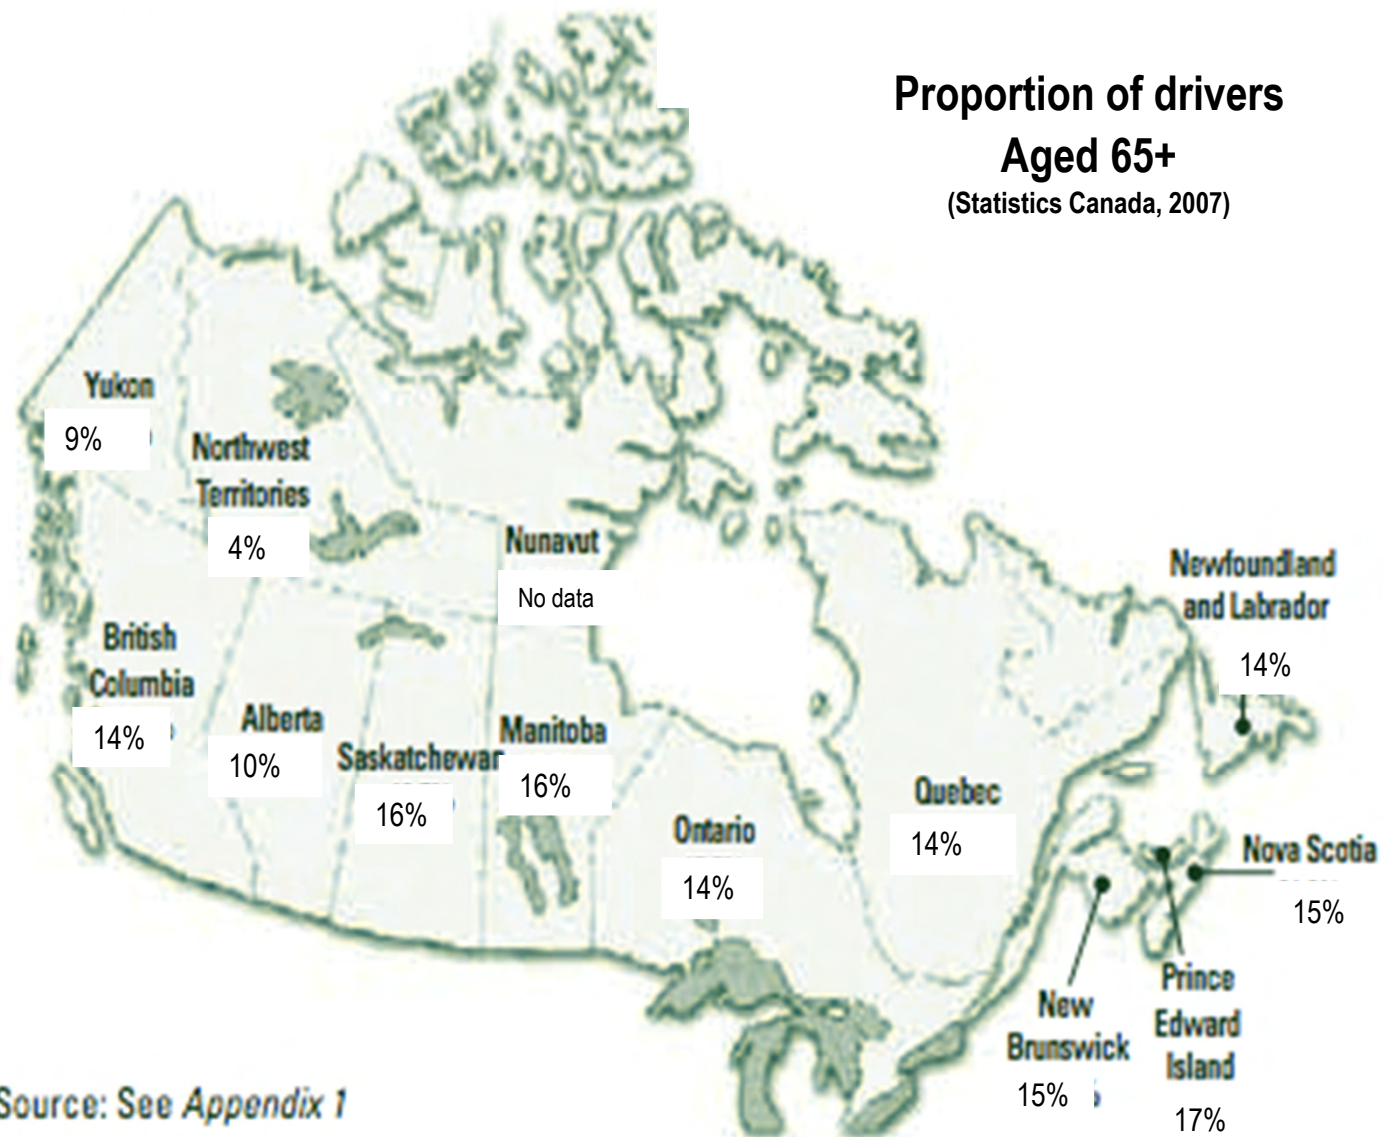 Proportion of drivers
Aged 65+
(Statistics Canada, 2007)
Yukon
9%
Northwest
Territories
4%
Nunavut
No data
British
Columbia
14%
Alberta
10%
Saskatchewan
16%
Manitoba
16%
Ontario
14%
Quebec
14%
Newfoundland
and Labrador
14%
Nova Scotia
15%
New
Brunswick
15%
Prince
Edward
Island
17%
Source: See Appendix 1